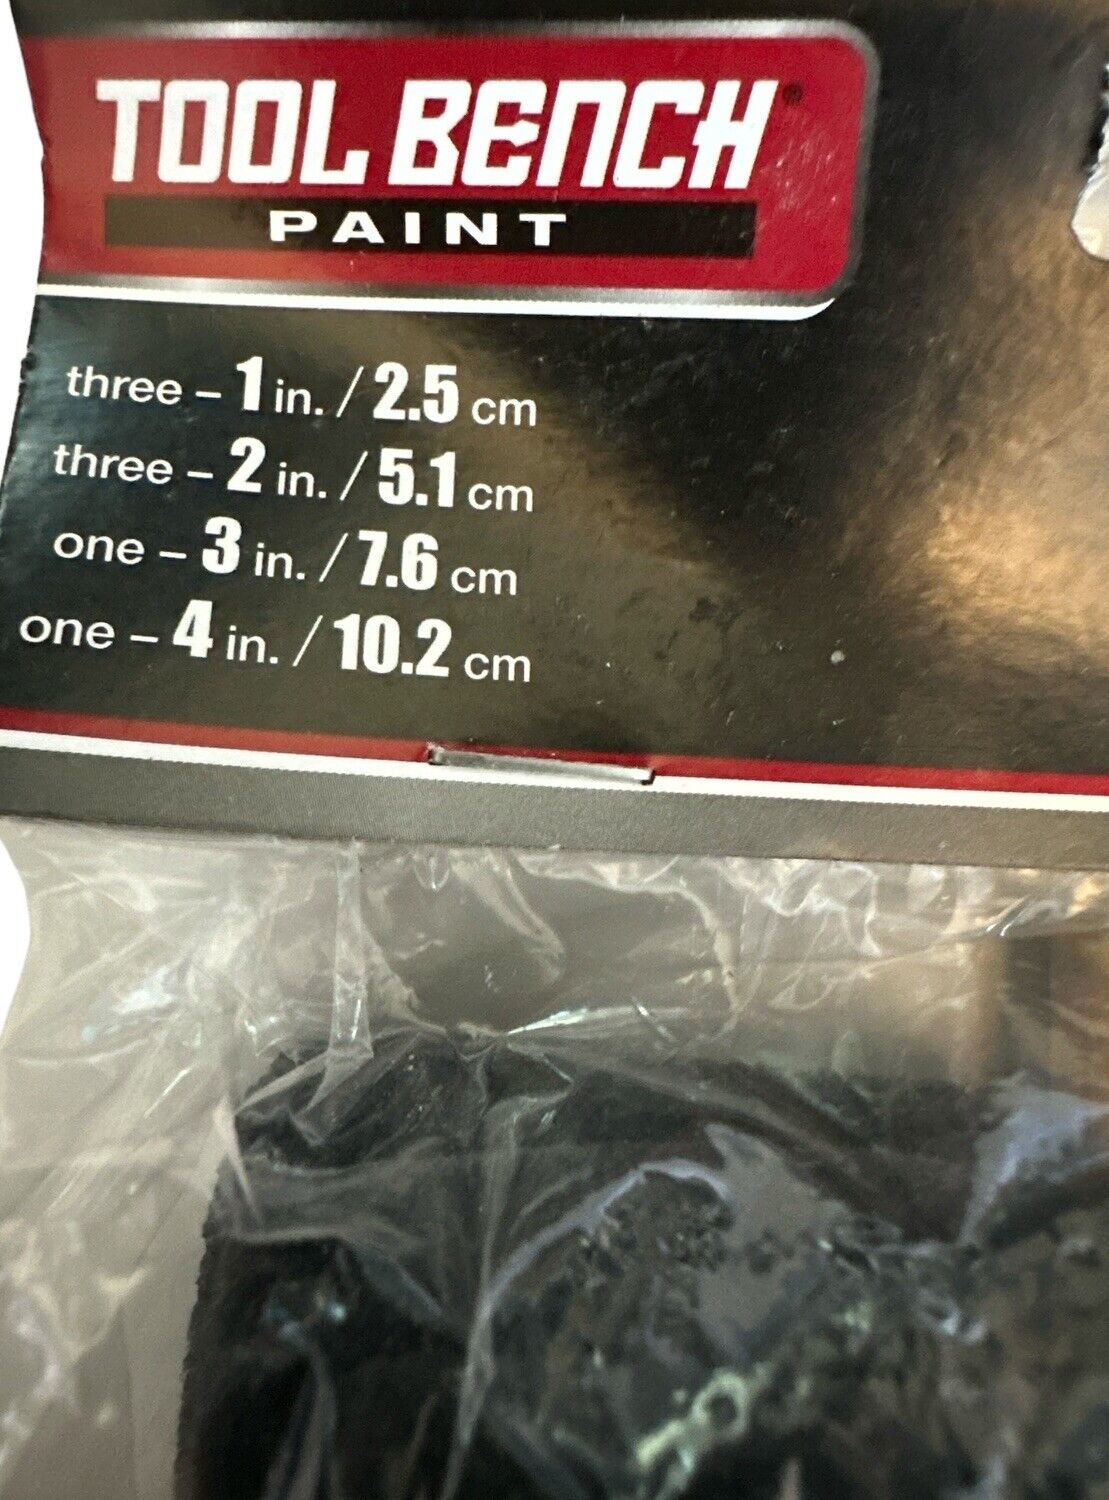 TOOL BENCH®
PAINT
three – 1 in. / 2.5 cm
three – 2 in. / 5.1 cm
one – 3 in. / 7.6 cm
one – 4 in. / 10.2 cm